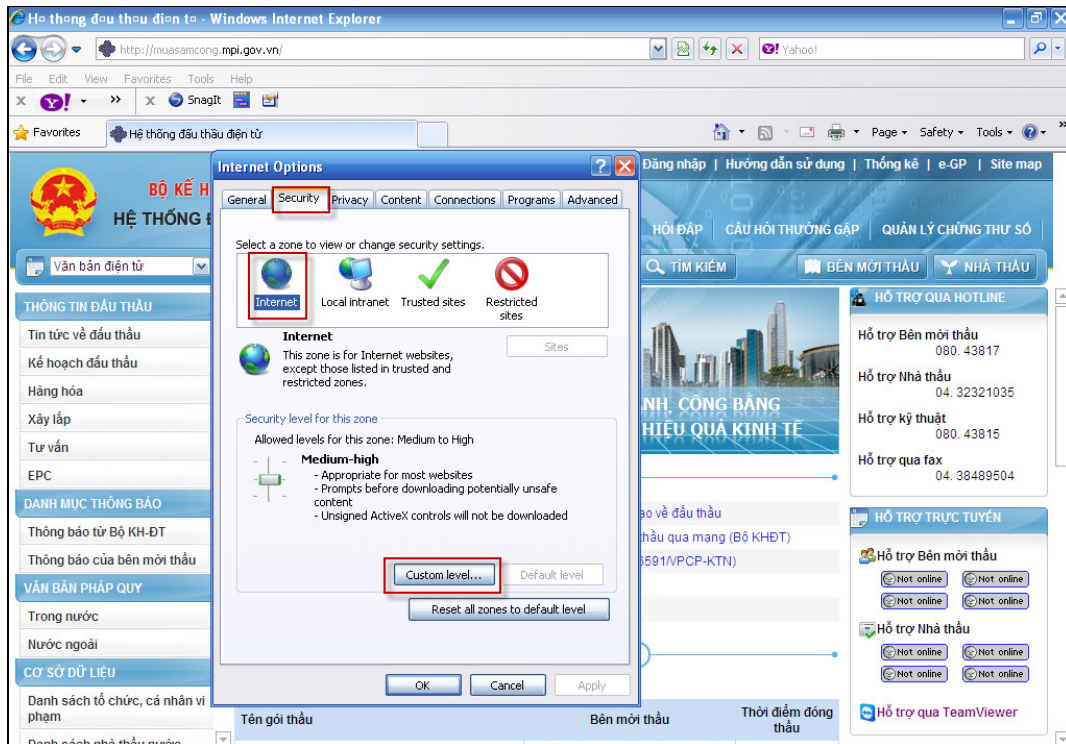 H¤ thong đ¤u tho¤u đi¤n t¤ - Windows Internet Explorer
http://muasamcong.mpi.gov.vn/
Yahoo!
File Edit View Favorites Tools Help
x Y! » x SnagIt
Favorites
Hệ thống đấu thầu điện tử
Page Safety Tools »
Đăng nhập | Hướng dẫn sử dụng | Thống kê | e-GP | Site map
BỘ KẾ H
HỆ THỐNG
HỎI ĐÁP | CÂU HỎI THƯỜNG GẶP | QUẢN LÝ CHỨNG THƯ SỐ
Văn bản điện tử
TÌM KIẾM
BÊN MỜI THẦU
NHÀ THẦU
Internet Options
General Security Privacy Content Connections Programs Advanced
Select a zone to view or change security settings.
Internet
Local intranet
Trusted sites
Restricted
sites
Internet
This zone is for Internet websites,
except those listed in trusted and
restricted zones.
Sites
Security level for this zone
Allowed levels for this zone: Medium to High
Medium-high
- Appropriate for most websites
- Prompts before downloading potentially unsafe
content
- Unsigned ActiveX controls will not be downloaded
Custom level...
Default level
Reset all zones to default level
OK
Cancel
Apply
THÔNG TIN ĐẤU THẦU
Tin tức về đấu thầu
Kế hoạch đấu thầu
Hàng hóa
Xây lắp
Tư vấn
EPC
DANH MỤC THÔNG BÁO
Thông báo từ Bộ KH-ĐT
Thông báo của bên mời thầu
VĂN BẢN PHÁP QUY
Trong nước
Nước ngoài
CƠ SỞ DỮ LIỆU
Danh sách tổ chức, cá nhân vi
phạm
Danh sách nhà thầu nước
NH, CÔNG BẰNG
HIỆU QUẢ KINH TẾ
ạo về đấu thầu
hầu qua mạng (Bộ KHĐT)
6591/VPCP-KTN)
Tên gói thầu
Bên mời thầu
Thời điểm đóng
thầu
HỖ TRỢ QUA HOTLINE
Hỗ trợ Bên mời thầu
080. 43817
Hỗ trợ Nhà thầu
04. 32321035
Hỗ trợ kỹ thuật
080. 43815
Hỗ trợ qua fax
04. 38489504
HỖ TRỢ TRỰC TUYẾN
Hỗ trợ Bên mời thầu
Not online Not online
Not online Not online
Hỗ trợ Nhà thầu
Not online Not online
Not online Not online
Hỗ trợ qua TeamViewer